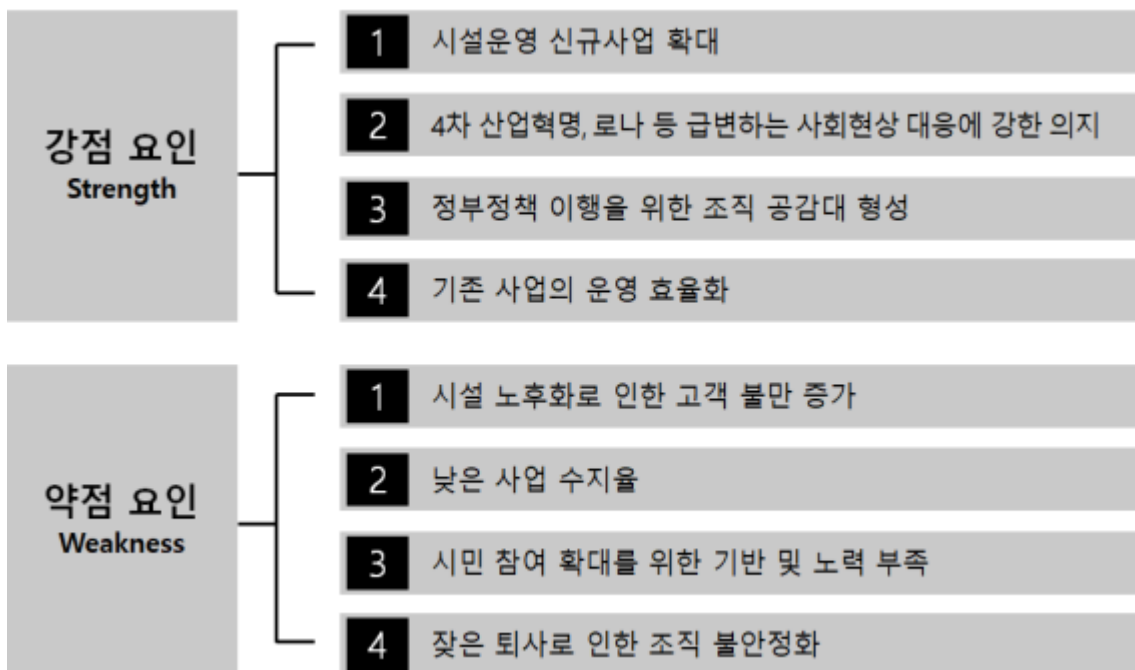 강점 요인
Strength
1 시설운영 신규사업 확대
2 4차 산업혁명, 로나 등 급변하는 사회현상 대응에 강한 의지
3 정부정책 이행을 위한 조직 공감대 형성
4 기존 사업의 운영 효율화
약점 요인
Weakness
1 시설 노후화로 인한 고객 불만 증가
2 낮은 사업 수지율
3 시민 참여 확대를 위한 기반 및 노력 부족
4 잦은 퇴사로 인한 조직 불안정화